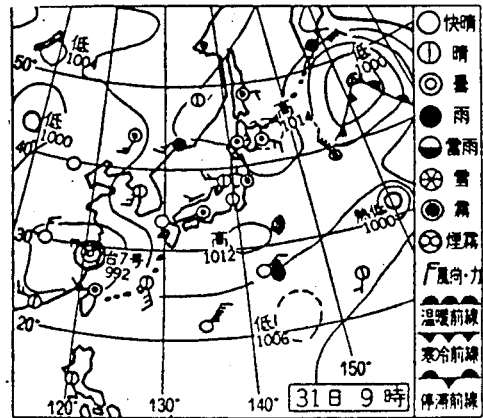 低
1004
50°
低
1000
40
高
1014
低
1000
熱低
1000
30
台7号
992
高
1012
20°
低
1006
120°
130°
140°
150°
31日9時
快晴
晴
曇
雨
雷雨
雪
霧
煙霧
風向・力
温暖前線
寒冷前線
停滞前線